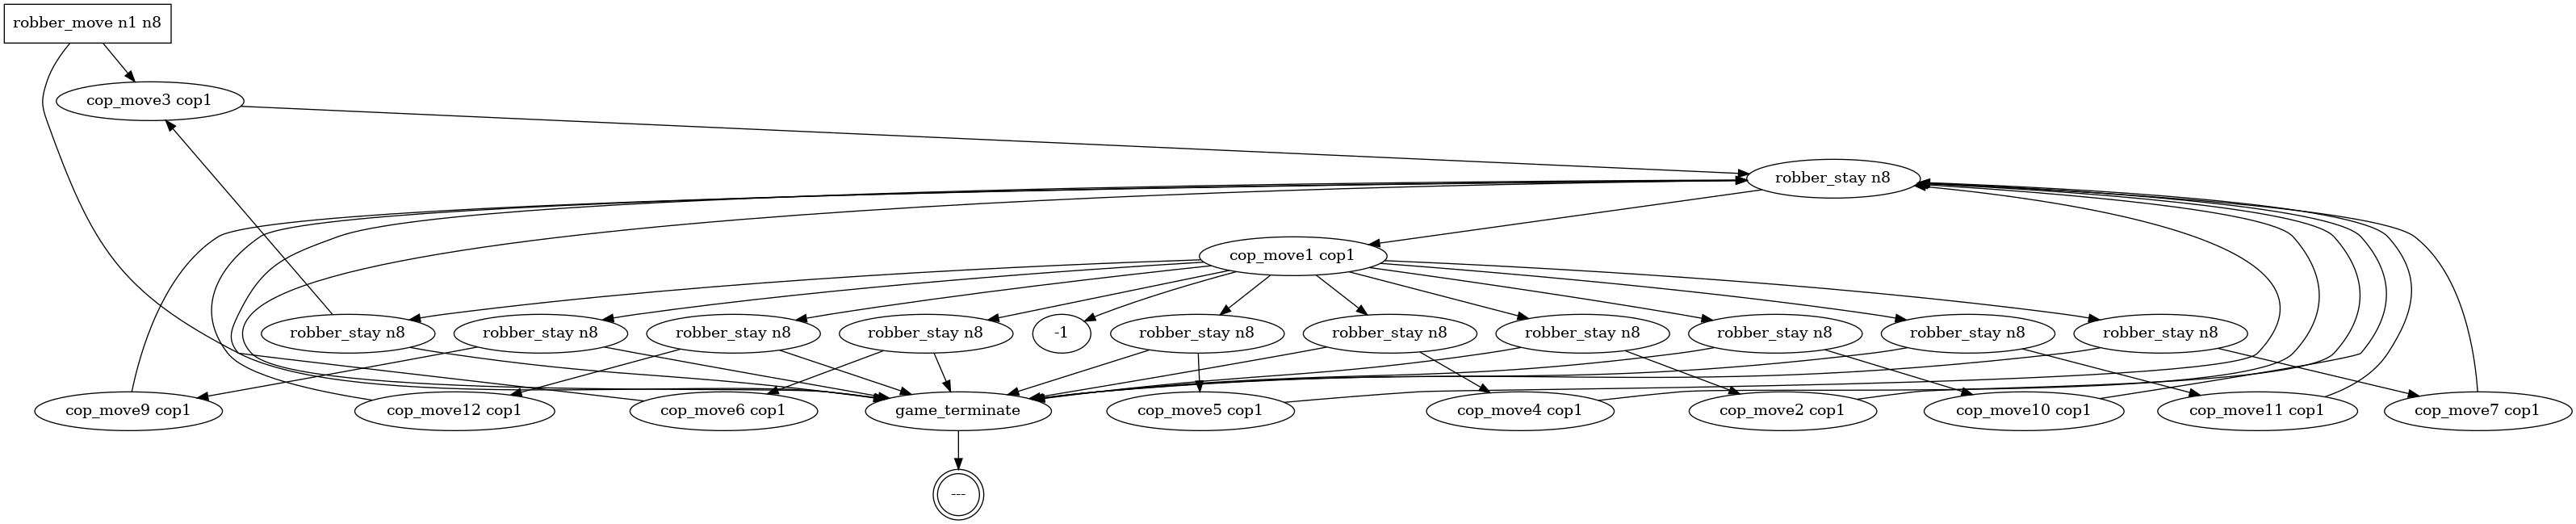 robber_move n1 n8
cop_move3 cop1
robber_stay n8
cop_move1 cop1
robber_stay n8
robber_stay n8
robber_stay n8
robber_stay n8
-1
robber_stay n8
robber_stay n8
robber_stay n8
robber_stay n8
robber_stay n8
robber_stay n8
cop_move9 cop1
cop_move12 cop1
cop_move6 cop1
game_terminate
cop_move5 cop1
cop_move4 cop1
cop_move2 cop1
cop_move10 cop1
cop_move11 cop1
cop_move7 cop1
---